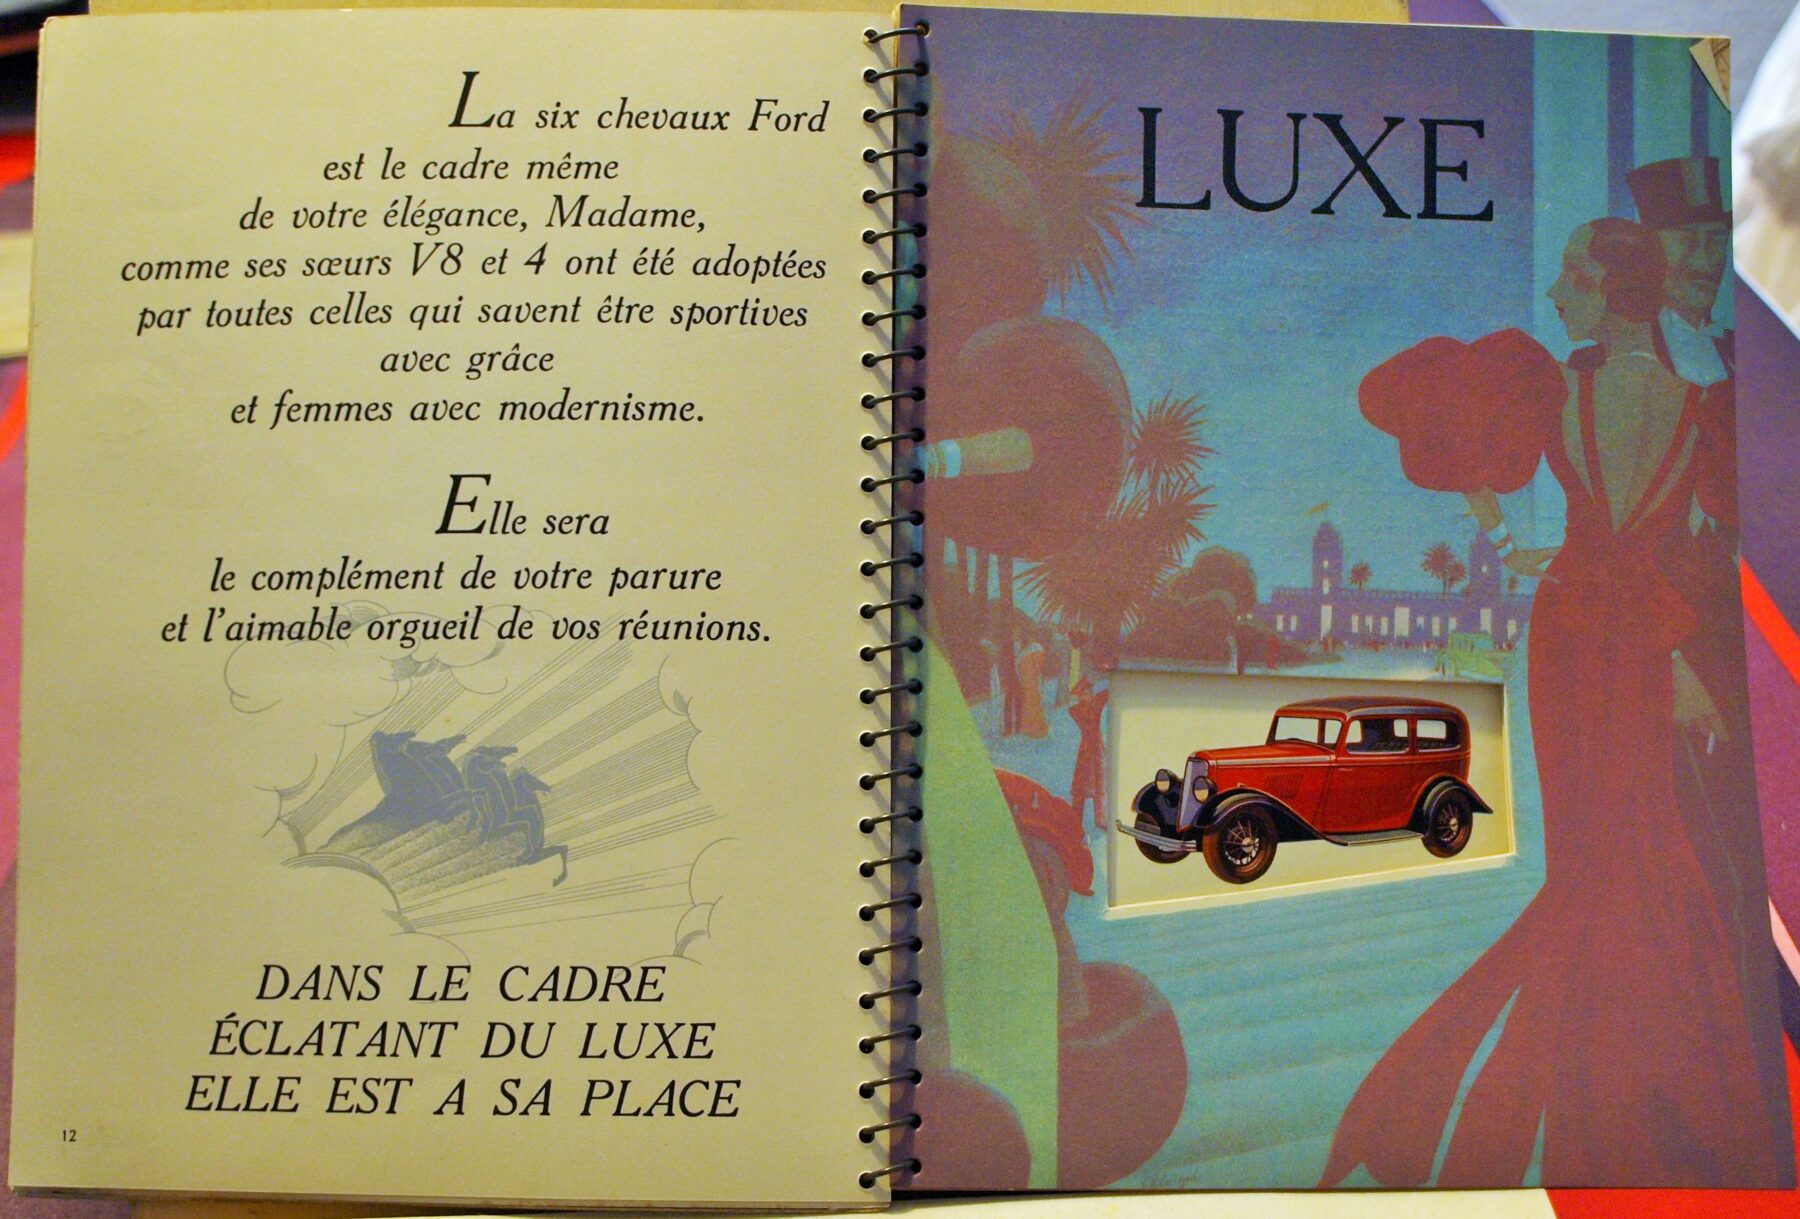 La six chevaux Ford
est le cadre même
de votre élégance, Madame,
comme ses sœurs V8 et 4 ont été adoptées
par toutes celles qui savent être sportives
avec grâce
et femmes avec modernisme.
Elle sera
le complément de votre parure
et l'aimable orgueil de vos réunions.
DANS LE CADRE
ÉCLATANT DU LUXE
ELLE EST A SA PLACE
12
LUXE